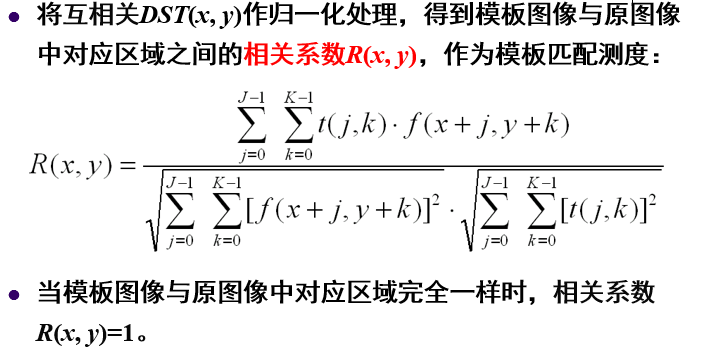 ● 将互相关DST(x, y)作归一化处理，得到模板图像与原图像
中对应区域之间的相关系数R(x, y)，作为模板匹配测度：
R(x, y) = \frac{\sum_{j=0}^{J-1} \sum_{k=0}^{K-1} t(j,k) \cdot f(x+j, y+k)}{\sqrt{\sum_{j=0}^{J-1} \sum_{k=0}^{K-1} [f(x+j, y+k)]^2} \cdot \sqrt{\sum_{j=0}^{J-1} \sum_{k=0}^{K-1} [t(j,k)]^2}}
● 当模板图像与原图像中对应区域完全一样时，相关系数
R(x, y)=1。